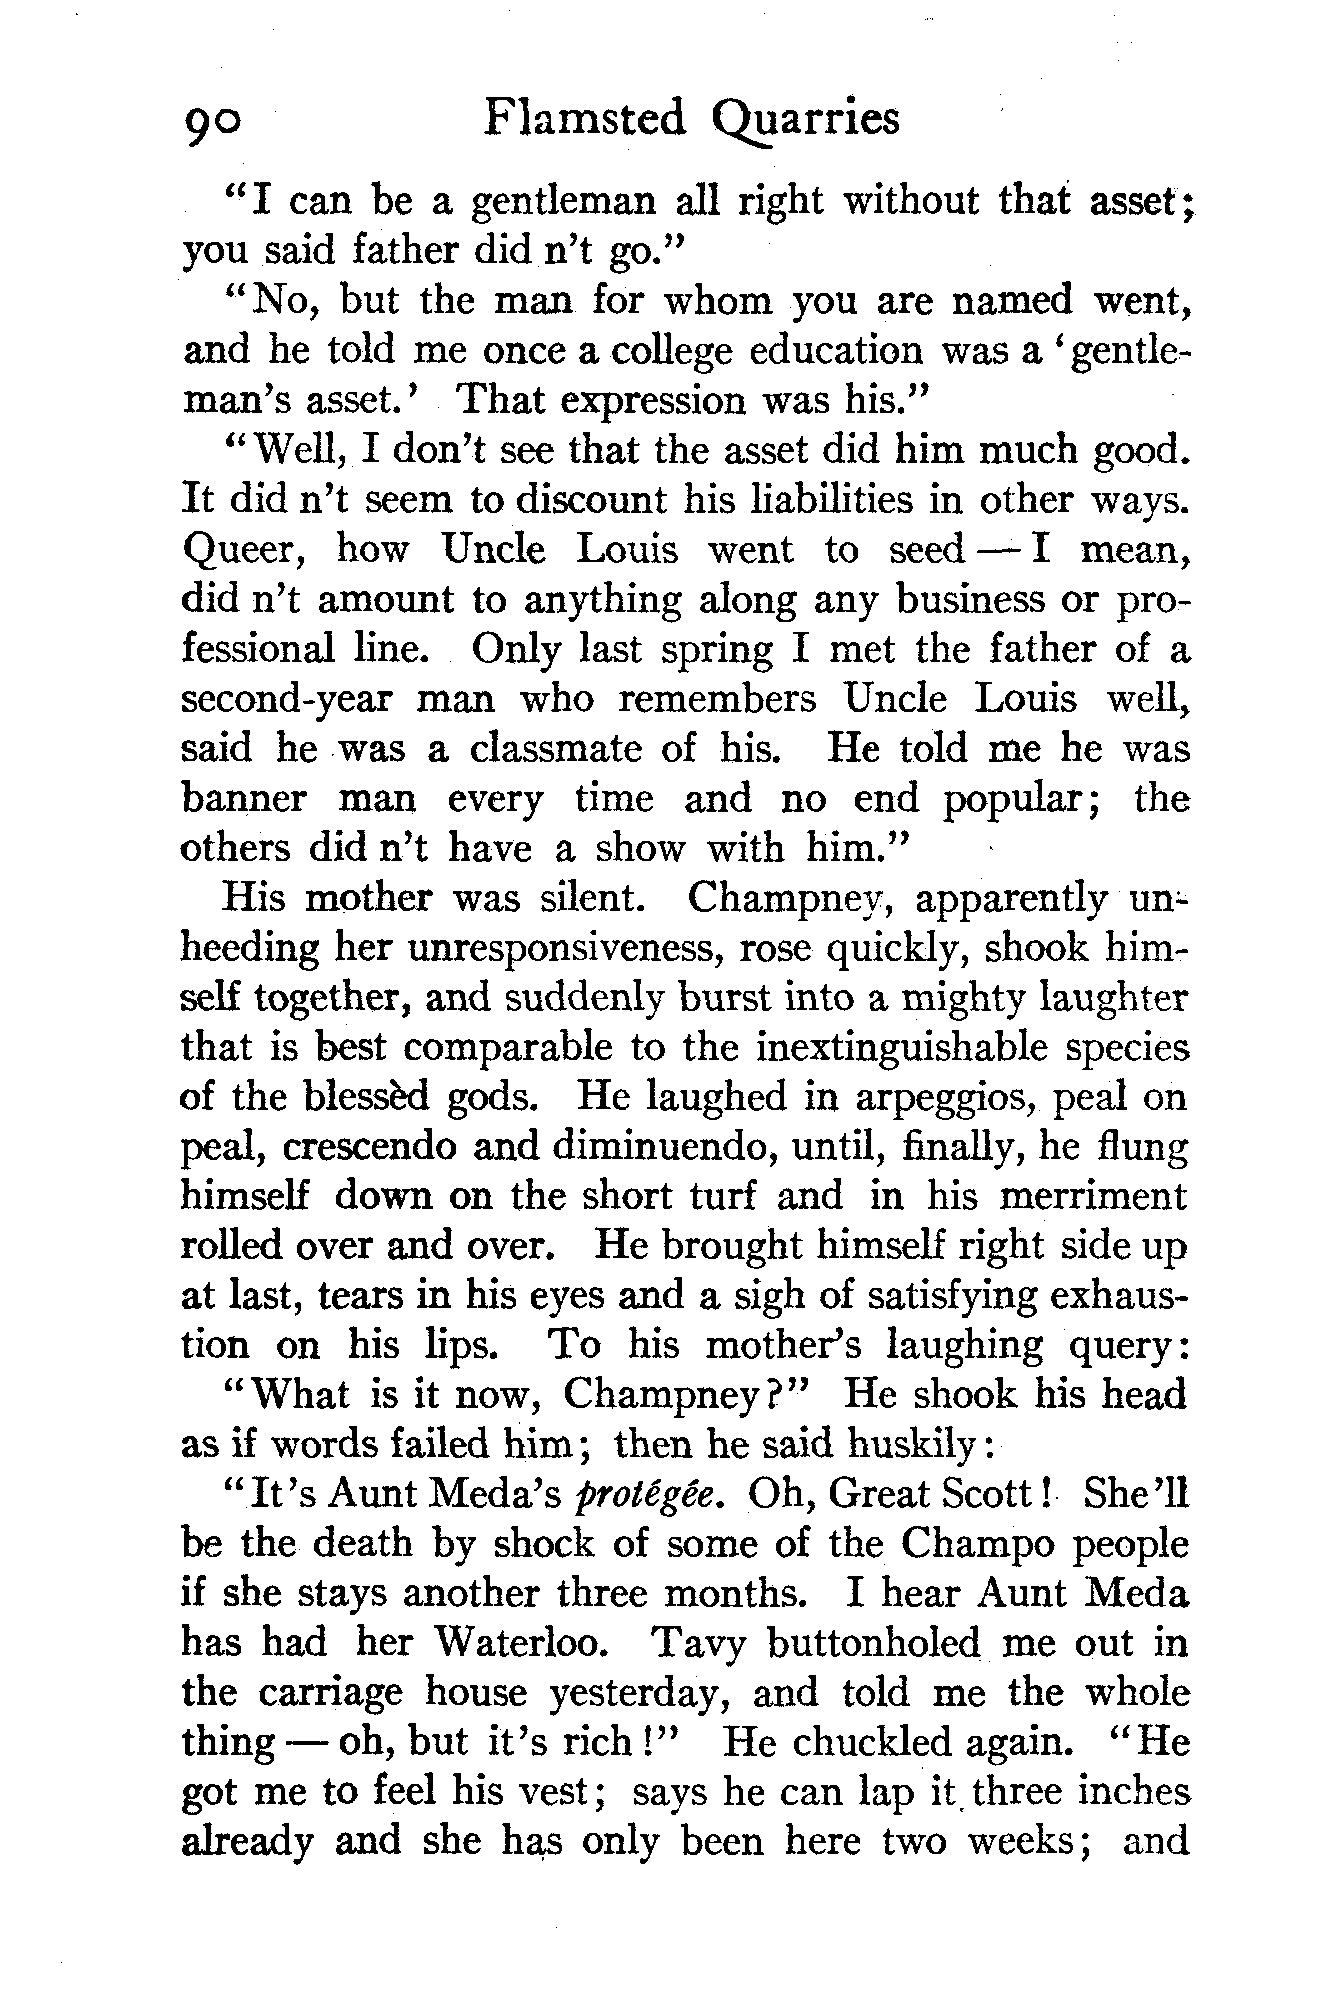 90 Flamsted Quarries
"I can be a gentleman all right without that asset;
you said father did n't go."
"No, but the man for whom you are named went,
and he told me once a college education was a 'gentle-
man's asset.' That expression was his."
"Well, I don't see that the asset did him much good.
It did n't seem to discount his liabilities in other ways.
Queer, how Uncle Louis went to seed — I mean,
did n't amount to anything along any business or pro-
fessional line. Only last spring I met the father of a
second-year man who remembers Uncle Louis well,
said he was a classmate of his. He told me he was
banner man every time and no end popular; the
others did n't have a show with him."
His mother was silent. Champney, apparently un-
heeding her unresponsiveness, rose quickly, shook him-
self together, and suddenly burst into a mighty laughter
that is best comparable to the inextinguishable species
of the blessèd gods. He laughed in arpeggios, peal on
peal, crescendo and diminuendo, until, finally, he flung
himself down on the short turf and in his merriment
rolled over and over. He brought himself right side up
at last, tears in his eyes and a sigh of satisfying exhaus-
tion on his lips. To his mother's laughing query:
"What is it now, Champney?" He shook his head
as if words failed him; then he said huskily:
"It's Aunt Meda's protégée. Oh, Great Scott! She'll
be the death by shock of some of the Champo people
if she stays another three months. I hear Aunt Meda
has had her Waterloo. Tavy buttonholed me out in
the carriage house yesterday, and told me the whole
thing — oh, but it's rich!" He chuckled again. "He
got me to feel his vest; says he can lap it three inches
already and she has only been here two weeks; and